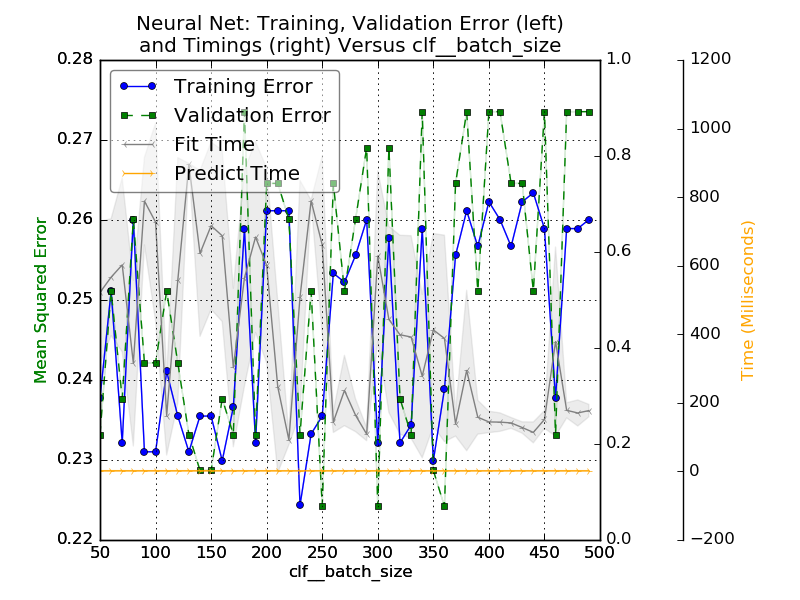 Neural Net: Training, Validation Error (left)
and Timings (right) Versus clf__batch_size
Training Error
Validation Error
Fit Time
Predict Time
Mean Squared Error
0.28
0.27
0.26
0.25
0.24
0.23
0.22
50 100 150 200 250 300 350 400 450 500
clf__batch_size
1.0
0.8
0.6
0.4
0.2
0.0
1200
1000
800
600
400
200
0
−200
Time (Milliseconds)